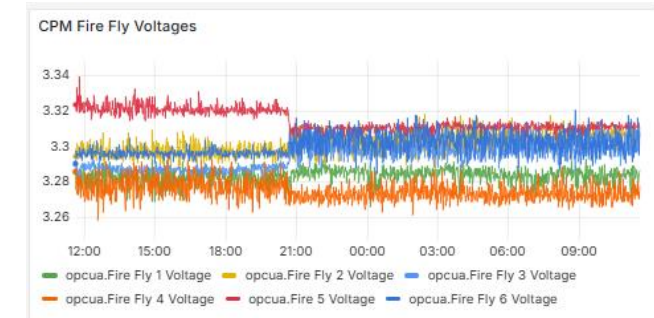 CPM Fire Fly Voltages
3.34
3.32
3.3
3.28
3.26
12:00 15:00 18:00 21:00 00:00 03:00 06:00 09:00
opcua.Fire Fly 1 Voltage opcua.Fire Fly 2 Voltage opcua.Fire Fly 3 Voltage
opcua.Fire Fly 4 Voltage opcua.Fire 5 Voltage opcua.Fire Fly 6 Voltage